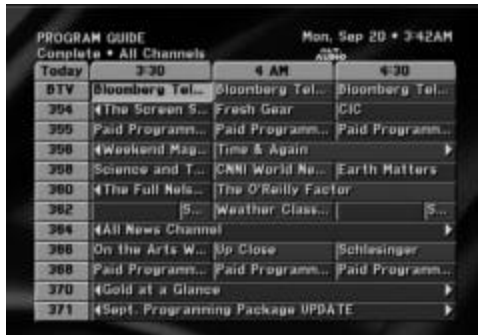 PROGRAM GUIDE Mon, Sep 20 • 3:42AM
Complete • All Channels ALT. AUDIO
Today 3:30 4 AM 4:30
BTV Bloomberg Tel... Bloomberg Tel... Bloomberg Tel...
354 The Screen S... Fresh Gear CIC
355 Paid Programm... Paid Programm... Paid Programm...
356 Weekend Mag... Time & Again
358 Science and T... CNNI World Ne... Earth Matters
360 The Full Nels... The O'Reilly Factor
362 S... Weather Class... S...
364 All News Channel
366 On the Arts W... Up Close Schlesinger
368 Paid Programm... Paid Programm... Paid Programm...
370 Gold at a Glance
371 Sept. Programming Package UPDATE